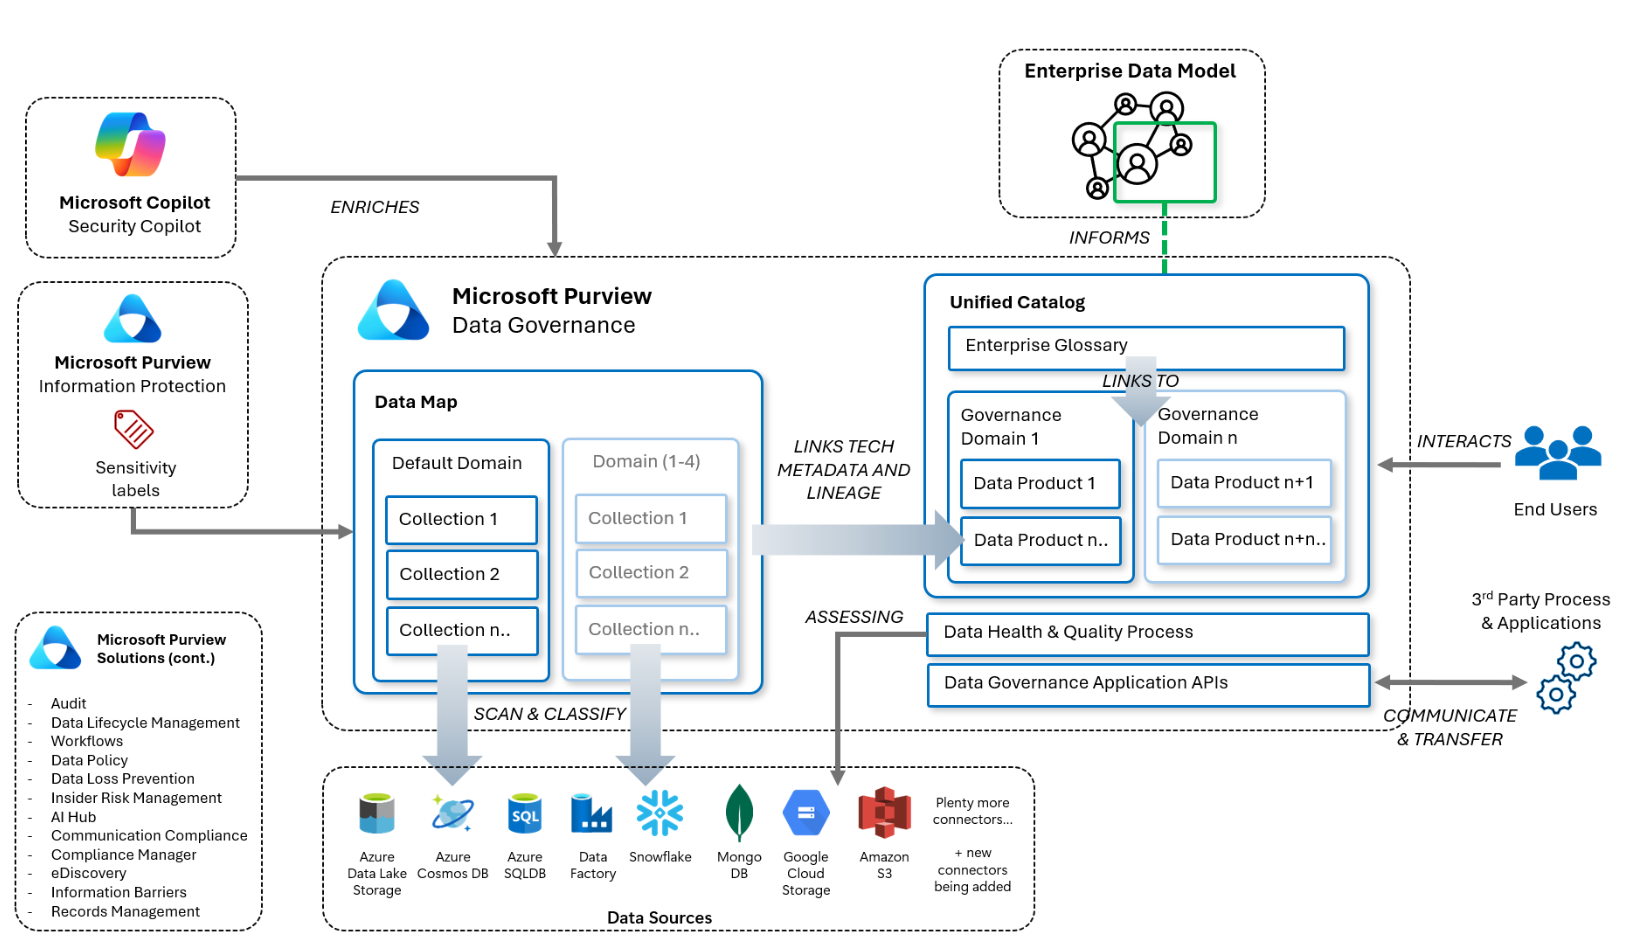 Enterprise Data Model
Microsoft Copilot
Security Copilot
ENRICHES
INFORMS
Microsoft Purview
Information Protection
Sensitivity
labels
Microsoft Purview
Data Governance
Data Map
Default Domain
Collection 1
Collection 2
Collection n..
Domain (1-4)
Collection 1
Collection 2
Collection n..
LINKS TECH
METADATA AND
LINEAGE
Unified Catalog
Enterprise Glossary
LINKS TO
Governance
Domain 1
Data Product 1
Data Product n..
Governance
Domain n
Data Product n+1
Data Product n+n..
INTERACTS
End Users
ASSESSING
Data Health & Quality Process
Data Governance Application APIs
3rd Party Process
& Applications
COMMUNICATE
& TRANSFER
SCAN & CLASSIFY
Microsoft Purview
Solutions (cont.)
- Audit
- Data Lifecycle Management
- Workflows
- Data Policy
- Data Loss Prevention
- Insider Risk Management
- AI Hub
- Communication Compliance
- Compliance Manager
- eDiscovery
- Information Barriers
- Records Management
SQL
Azure
Data Lake
Storage
Azure
Cosmos DB
Azure
SQLDB
Data
Factory
Snowflake
Mongo
DB
Google
Cloud
Storage
Amazon
S3
Plenty more
connectors...
+ new
connectors
being added
Data Sources